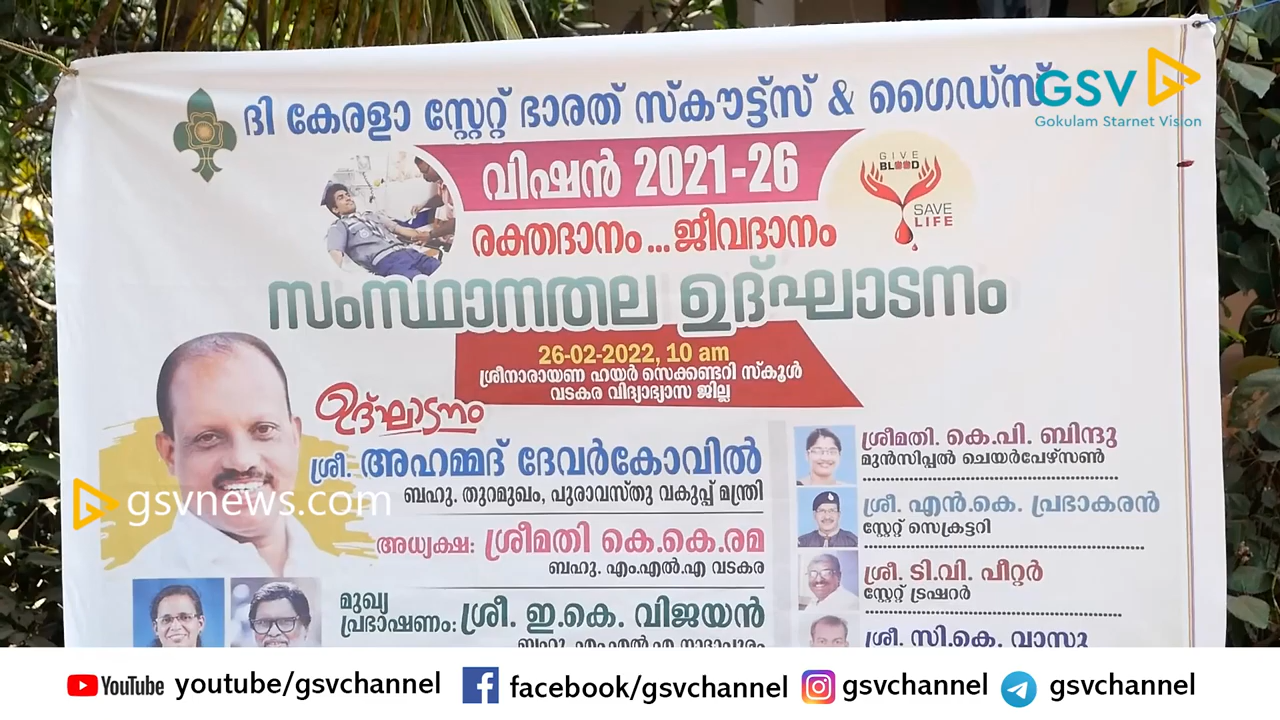 ദി കേരളാ സ്റ്റേറ്റ് ഭാരത് സ്കൗട്ട്സ് & ഗൈഡ്സ്
GSV
Gokulam Starnet Vision
വിഷൻ 2021-26
GIVE
BLOOD
SAVE
LIFE
രക്തദാനം...ജീവദാനം
സംസ്ഥാനതല ഉദ്ഘാടനം
26-02-2022, 10 am
ശ്രീനാരായണ ഹയർ സെക്കണ്ടറി സ്കൂൾ
വടകര വിദ്യാഭ്യാസ ജില്ല
ഉദ്ഘാടനം
ശ്രീ. അഹമ്മദ് ദേവർകോവിൽ
ബഹു. തുറമുഖം, പുരാവസ്തു വകുപ്പ് മന്ത്രി
gsvnews.com
അധ്യക്ഷ: ശ്രീമതി കെ.കെ.രമ
ബഹു. എം.എൽ.എ വടകര
മുഖ്യ
പ്രഭാഷണം: ശ്രീ. ഇ.കെ. വിജയൻ
ബഹു. എം.എൽ.എ നാദാപുരം
ശ്രീമതി. കെ.പി. ബിന്ദു
മുൻസിപ്പൽ ചെയർപേഴ്സൺ
ശ്രീ. എൻ.കെ. പ്രഭാകരൻ
സ്റ്റേറ്റ് സെക്രട്ടറി
ശ്രീ. ടി.വി. പീറ്റർ
സ്റ്റേറ്റ് ട്രഷറർ
ശ്രീ. സി.കെ. വാസു
YouTube youtube/gsvchannel facebook/gsvchannel gsvchannel gsvchannel